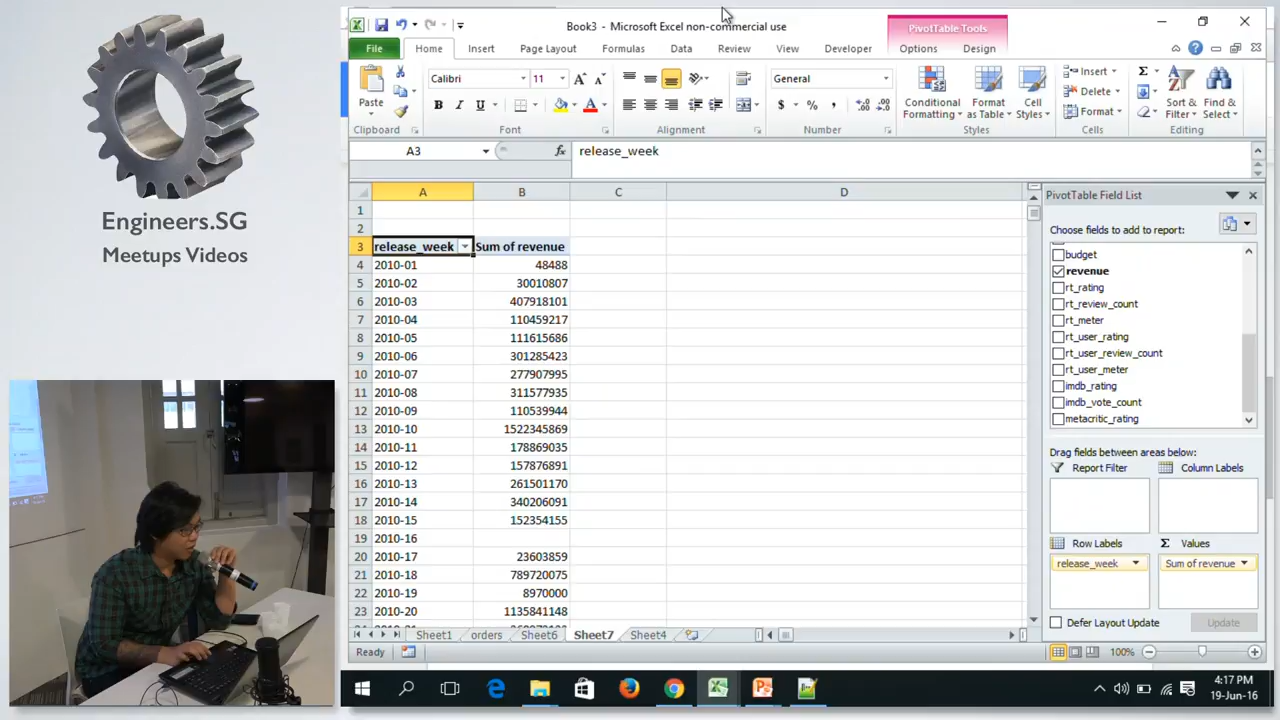 Engineers.SG
Meetups Videos
Book3 - Microsoft Excel non-commercial use
PivotTable Tools
File
Home
Insert
Page Layout
Formulas
Data
Review
View
Developer
Options
Design
Paste
Calibri
11
General
Conditional Formatting
Format as Table
Cell Styles
Insert
Delete
Format
Sort & Filter
Find & Select
Clipboard
Font
Alignment
Number
Styles
Cells
Editing
A3
fx
release_week
A B C D
1
2
3 release_week Sum of revenue
4 2010-01 48488
5 2010-02 30010807
6 2010-03 407918101
7 2010-04 110459217
8 2010-05 111615686
9 2010-06 301285423
10 2010-07 277907995
11 2010-08 311577935
12 2010-09 110539944
13 2010-10 1522345869
14 2010-11 178869035
15 2010-12 157876891
16 2010-13 261501170
17 2010-14 340206091
18 2010-15 152354155
19 2010-16
20 2010-17 23603859
21 2010-18 789720075
22 2010-19 8970000
23 2010-20 1135841148
PivotTable Field List
Choose fields to add to report:
budget
revenue
rt_rating
rt_review_count
rt_meter
rt_user_rating
rt_user_review_count
rt_user_meter
imdb_rating
imdb_vote_count
metacritic_rating
Drag fields between areas below:
Report Filter
Column Labels
Row Labels
Σ Values
release_week
Sum of revenue
Defer Layout Update
Update
Sheet1
orders
Sheet6
Sheet7
Sheet4
Ready
100%
4:17 PM
19-Jun-16